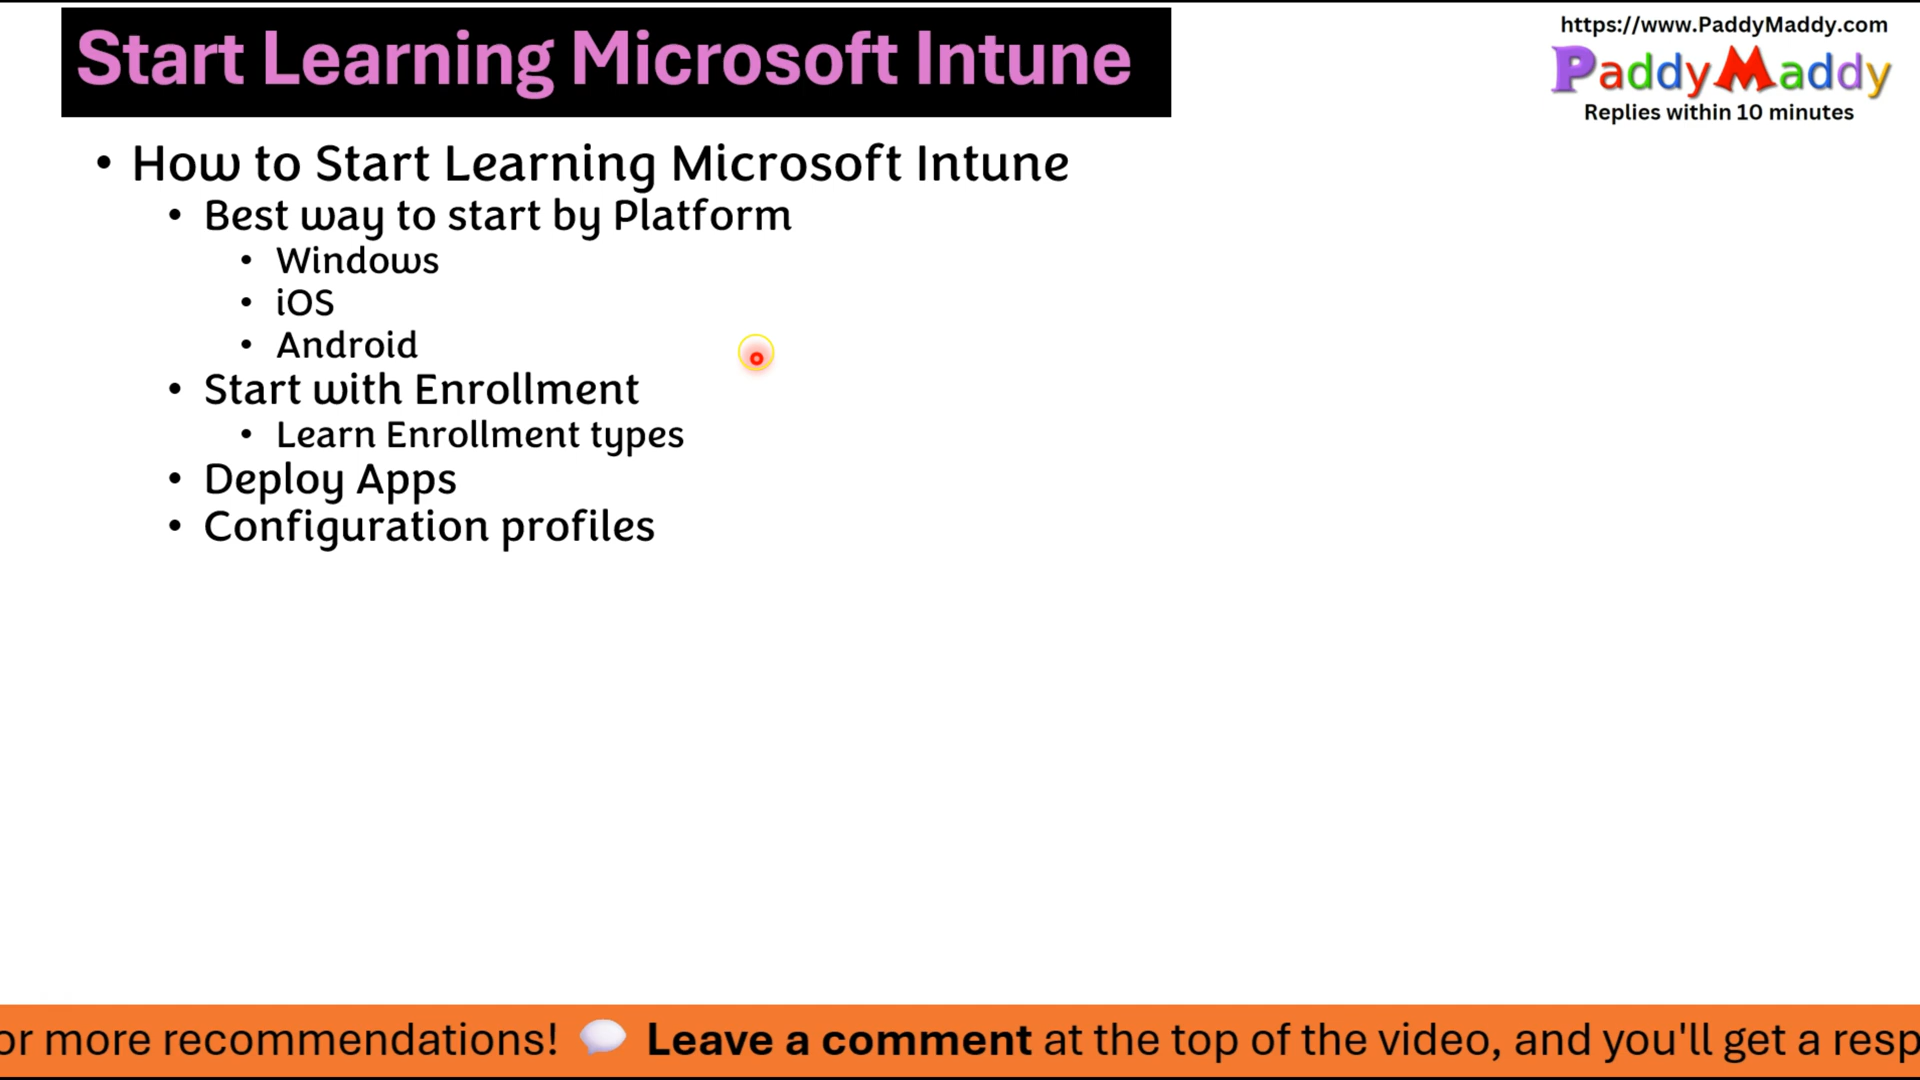 Start Learning Microsoft Intune
https://www.PaddyMaddy.com
PaddyMaddy
Replies within 10 minutes
• How to Start Learning Microsoft Intune
• Best way to start by Platform
• Windows
• iOS
• Android
• Start with Enrollment
• Learn Enrollment types
• Deploy Apps
• Configuration profiles
or more recommendations! 💬 Leave a comment at the top of the video, and you'll get a resp